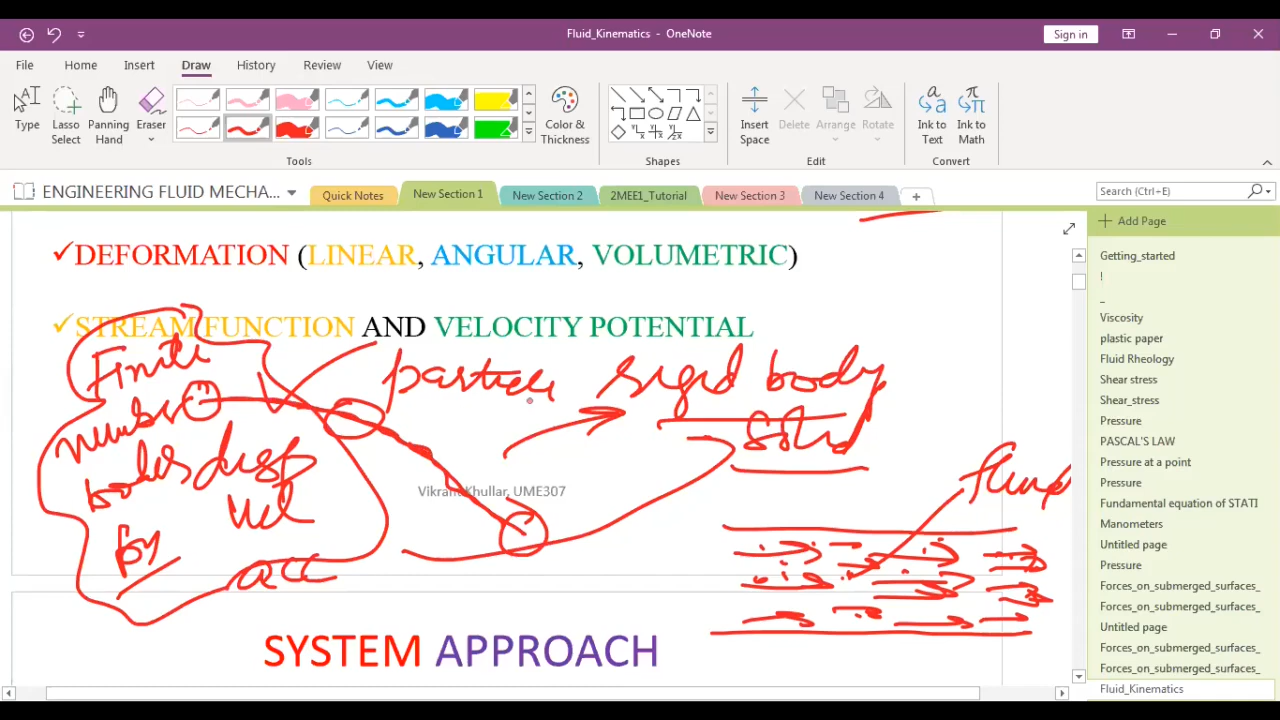 Fluid_Kinematics - OneNote
Sign in
File Home Insert Draw History Review View
Type
Lasso Select
Panning Hand
Eraser
Color & Thickness
Insert Space
Delete
Arrange
Rotate
Ink to Text
Ink to Math
Tools
Shapes
Edit
Convert
ENGINEERING FLUID MECHA...
Quick Notes
New Section 1
New Section 2
2MEE1_Tutorial
New Section 3
New Section 4
Search (Ctrl+E)
✓DEFORMATION (LINEAR, ANGULAR, VOLUMETRIC)
✓STREAM FUNCTION AND VELOCITY POTENTIAL
Finite
number
bodies
particle
rigid body
solid
disp
Vel
acc
fluid
Vikrant Khullar, UME307
SYSTEM APPROACH
Add Page
Getting_started
!
_
Viscosity
plastic paper
Fluid Rheology
Shear stress
Shear_stress
Pressure
PASCAL'S LAW
Pressure at a point
Pressure
Fundamental equation of STATI
Manometers
Untitled page
Pressure
Forces_on_submerged_surfaces_
Forces_on_submerged_surfaces_
Untitled page
Forces_on_submerged_surfaces_
Forces_on_submerged_surfaces_
Fluid_Kinematics